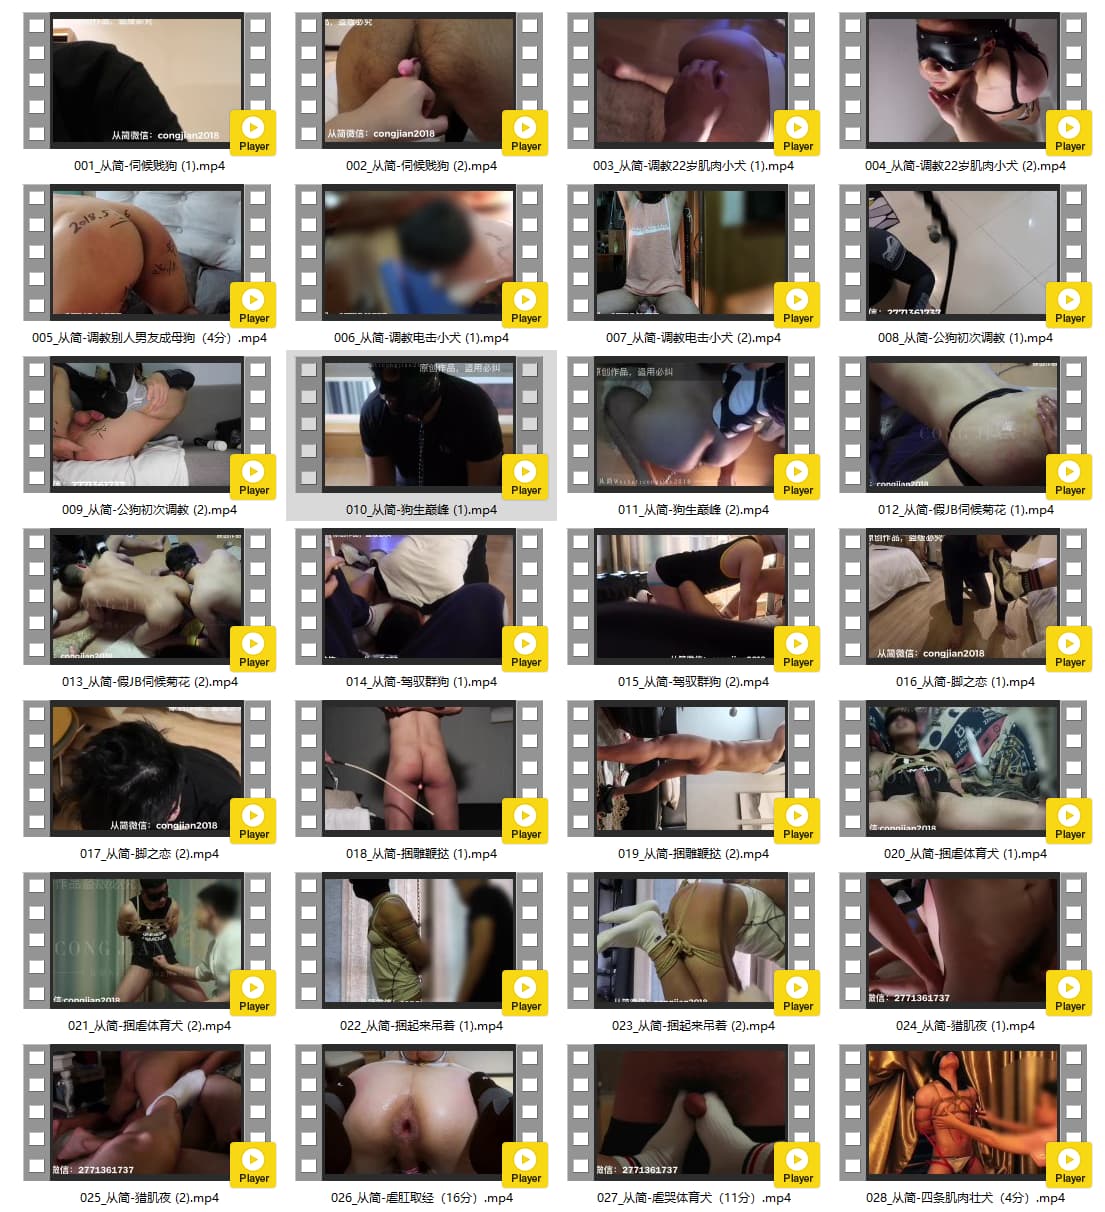 从简微信：congjian2018
Player
001_从简-伺候贱狗 (1).mp4
从简微信：congjian2018
Player
002_从简-伺候贱狗 (2).mp4
Player
003_从简-调教22岁肌肉小犬 (1).mp4
Player
004_从简-调教22岁肌肉小犬 (2).mp4
Player
005_从简-调教别人男友成母狗（4分）.mp4
Player
006_从简-调教电击小犬 (1).mp4
Player
007_从简-调教电击小犬 (2).mp4
Player
008_从简-公狗初次调教 (1).mp4
Player
009_从简-公狗初次调教 (2).mp4
原创作品，盗用必纠
Player
010_从简-狗生巅峰 (1).mp4
Player
011_从简-狗生巅峰 (2).mp4
Player
012_从简-假JB伺候菊花 (1).mp4
Player
013_从简-假JB伺候菊花 (2).mp4
Player
014_从简-驾驭群狗 (1).mp4
Player
015_从简-驾驭群狗 (2).mp4
从简微信：congjian2018
Player
016_从简-脚之恋 (1).mp4
从简微信：congjian2018
Player
017_从简-脚之恋 (2).mp4
Player
018_从简-捆雕鞭挞 (1).mp4
Player
019_从简-捆雕鞭挞 (2).mp4
Player
020_从简-捆虐体育犬 (1).mp4
Player
021_从简-捆虐体育犬 (2).mp4
Player
022_从简-捆起来吊着 (1).mp4
Player
023_从简-捆起来吊着 (2).mp4
微信：2771361737
Player
024_从简-猎肌夜 (1).mp4
微信：2771361737
Player
025_从简-猎肌夜 (2).mp4
Player
026_从简-虐肛取经（16分）.mp4
微信：2771361737
Player
027_从简-虐哭体育犬（11分）.mp4
Player
028_从简-四条肌肉壮犬（4分）.mp4